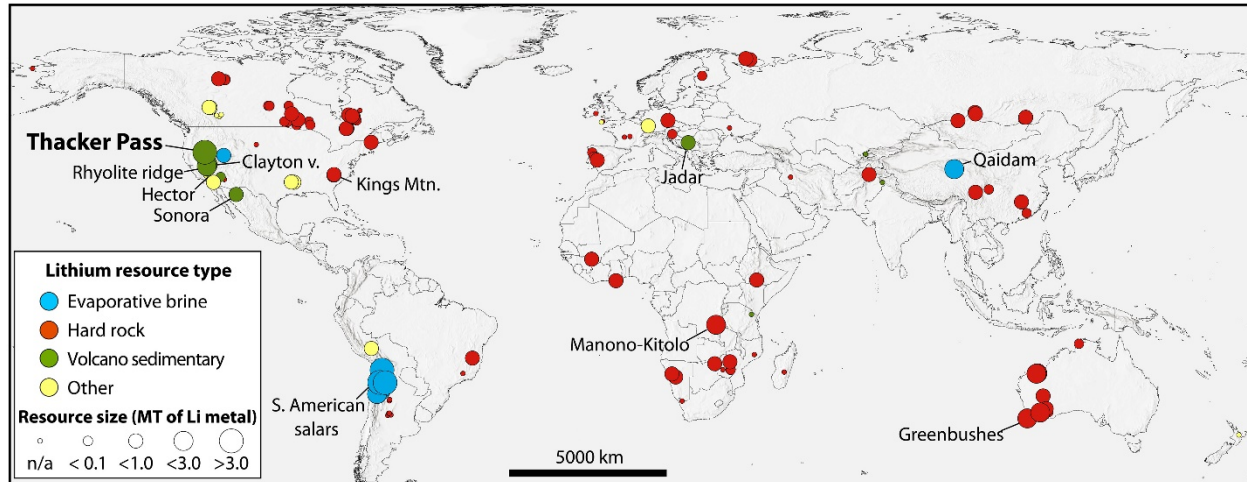 Thacker Pass
Rhyolite ridge
Clayton v.
Hector
Sonora
Kings Mtn.
Jadar
Qaidam
Manono-Kitolo
S. American
salars
Greenbushes
Lithium resource type
Evaporative brine
Hard rock
Volcano sedimentary
Other
Resource size (MT of Li metal)
n/a < 0.1 <1.0 <3.0 >3.0
5000 km